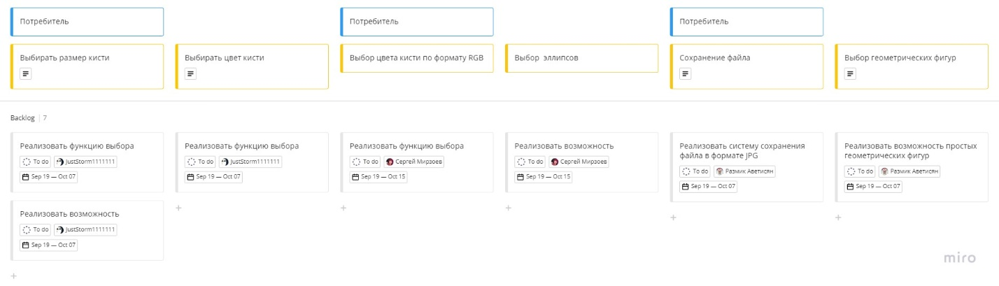 Потребитель
Потребитель
Потребитель
Выбирать размер кисти
Выбирать цвет кисти
Выбор цвета кисти по формату RGB
Выбор  эллипсов
Сохранение файла
Выбор геометрических фигур
Backlog | 7
Реализовать функцию выбора
To do JustStorm1111111
Sep 19 — Oct 07
Реализовать функцию выбора
To do JustStorm1111111
Sep 19 — Oct 07
Реализовать функцию выбора
To do Сергей Мирзоев
Sep 19 — Oct 15
Реализовать возможность
To do Сергей Мирзоев
Sep 19 — Oct 15
Реализовать систему сохранения
файла в формате JPG
To do Размик Аветисян
Sep 19 — Oct 07
Реализовать возможность простых
геометрических фигур
To do Размик Аветисян
Sep 19 — Oct 07
Реализовать возможность
To do JustStorm1111111
Sep 19 — Oct 07
miro